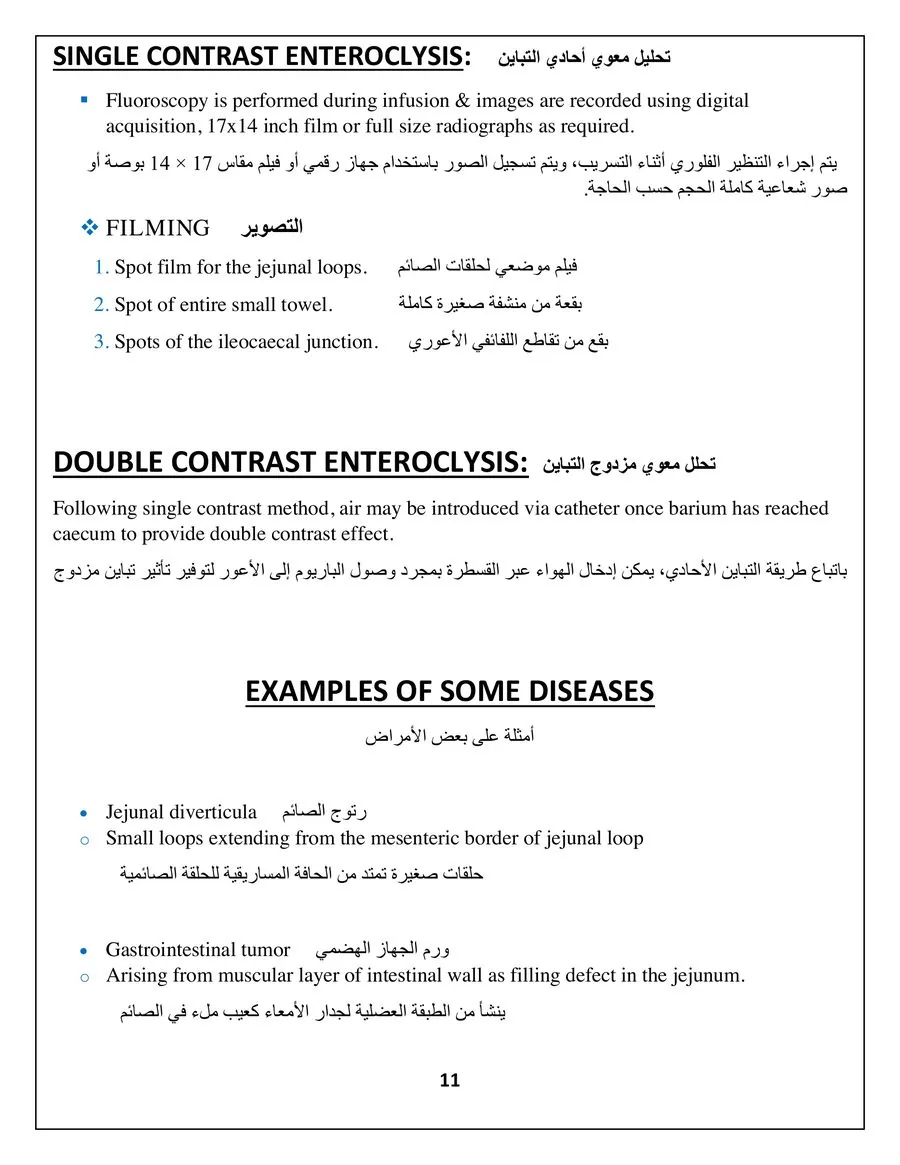 SINGLE CONTRAST ENTEROCLYSIS: تحليل معوي أحادي التباين
▪ Fluoroscopy is performed during infusion & images are recorded using digital
acquisition, 17x14 inch film or full size radiographs as required.
يتم إجراء التنظير الفلوري أثناء التسريب، ويتم تسجيل الصور باستخدام جهاز رقمي أو فيلم مقاس 17 × 14 بوصة أو
صور شعاعية كاملة الحجم حسب الحاجة.
❖ FILMING التصوير
1. Spot film for the jejunal loops. فيلم موضعي لحلقات الصائم
2. Spot of entire small towel. بقعة من منشفة صغيرة كاملة
3. Spots of the ileocaecal junction. بقع من تقاطع اللفائفي الأعوري
DOUBLE CONTRAST ENTEROCLYSIS: تحلل معوي مزدوج التباين
Following single contrast method, air may be introduced via catheter once barium has reached
caecum to provide double contrast effect.
باتباع طريقة التباين الأحادي، يمكن إدخال الهواء عبر القسطرة بمجرد وصول الباريوم إلى الأعور لتوفير تأثير تباين مزدوج
EXAMPLES OF SOME DISEASES
أمثلة على بعض الأمراض
• Jejunal diverticula رتوج الصائم
o Small loops extending from the mesenteric border of jejunal loop
حلقات صغيرة تمتد من الحافة المساريقية للحلقة الصائمية
• Gastrointestinal tumor ورم الجهاز الهضمي
o Arising from muscular layer of intestinal wall as filling defect in the jejunum.
ينشأ من الطبقة العضلية لجدار الأمعاء كعيب ملء في الصائم
11